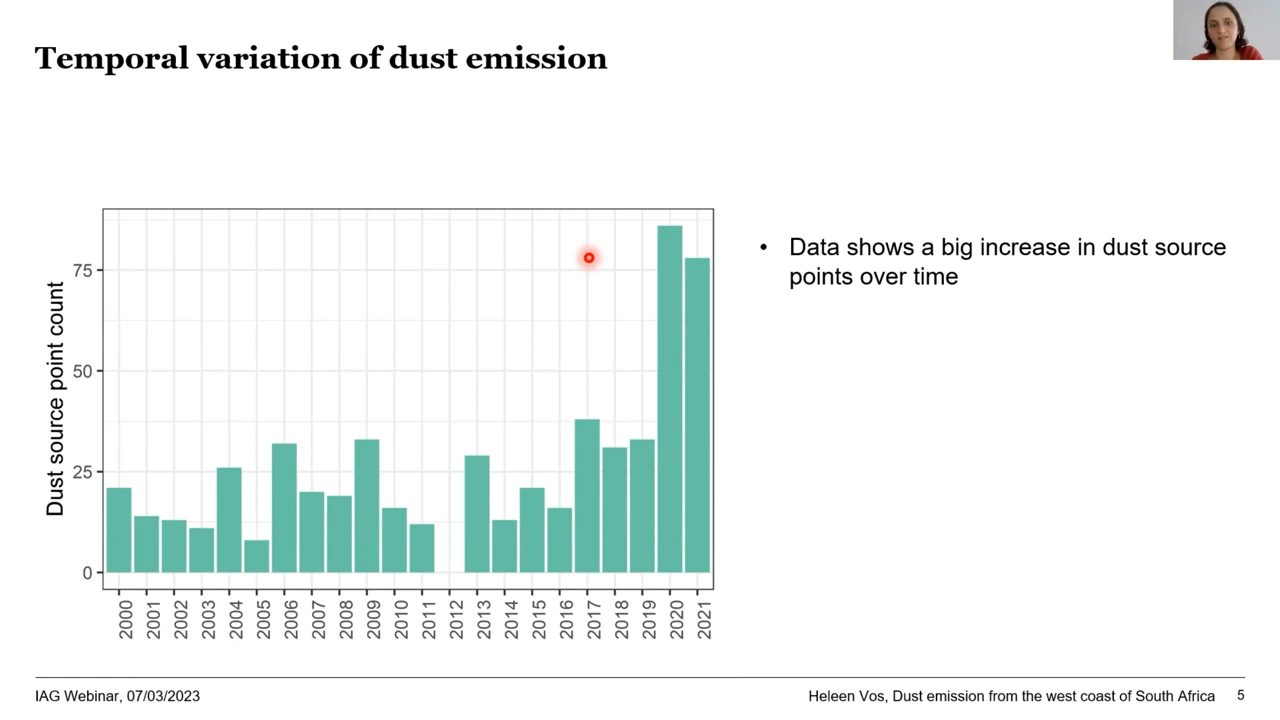 Temporal variation of dust emission
Dust source point count
75
50
25
0
2000 2001 2002 2003 2004 2005 2006 2007 2008 2009 2010 2011 2012 2013 2014 2015 2016 2017 2018 2019 2020 2021
• Data shows a big increase in dust source
points over time
IAG Webinar, 07/03/2023
Heleen Vos, Dust emission from the west coast of South Africa 5